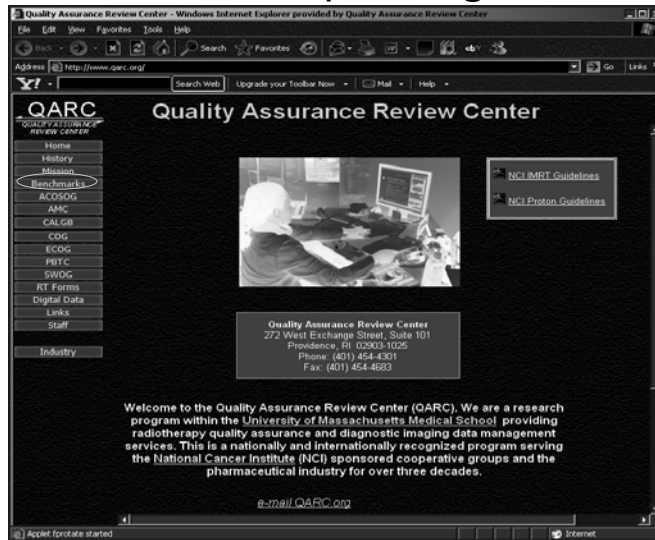 Quality Assurance Review Center - Windows Internet Explorer provided by Quality Assurance Review Center
File Edit View Favorites Tools Help
Back Search Favorites
Address http://www.qarc.org/ Go Links
Y! Search Web Upgrade your Toolbar Now Mail Help
QARC
QUALITY ASSURANCE
REVIEW CENTER
Quality Assurance Review Center
Home
History
Mission
Benchmarks
ACOSOG
AMC
CALGB
COG
ECOG
PBTC
SWOG
RT Forms
Digital Data
Links
Staff
Industry
NCI IMRT Guidelines
NCI Proton Guidelines
Quality Assurance Review Center
272 West Exchange Street, Suite 101
Providence, RI 02903-1025
Phone: (401) 454-4301
Fax: (401) 454-4683
Welcome to the Quality Assurance Review Center (QARC). We are a research
program within the University of Massachusetts Medical School providing
radiotherapy quality assurance and diagnostic imaging data management
services. This is a nationally and internationally recognized program serving
the National Cancer Institute (NCI) sponsored cooperative groups and the
pharmaceutical industry for over three decades.
e-mail QARC.org
Applet fprotate started Internet